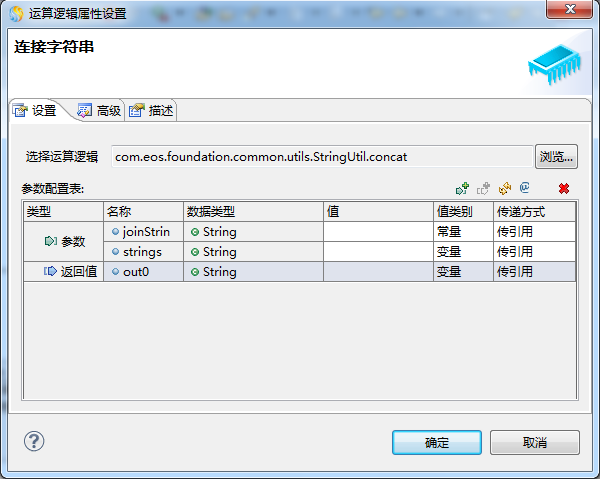 运算逻辑属性设置
连接字符串
设置 高级 描述
选择运算逻辑 com.eos.foundation.common.utils.StringUtil.concat 浏览...
参数配置表:
类型 名称 数据类型 值 值类别 传递方式
参数 joinStrin String 常量 传引用
strings String 变量 传引用
返回值 out0 String 变量 传引用
确定 取消